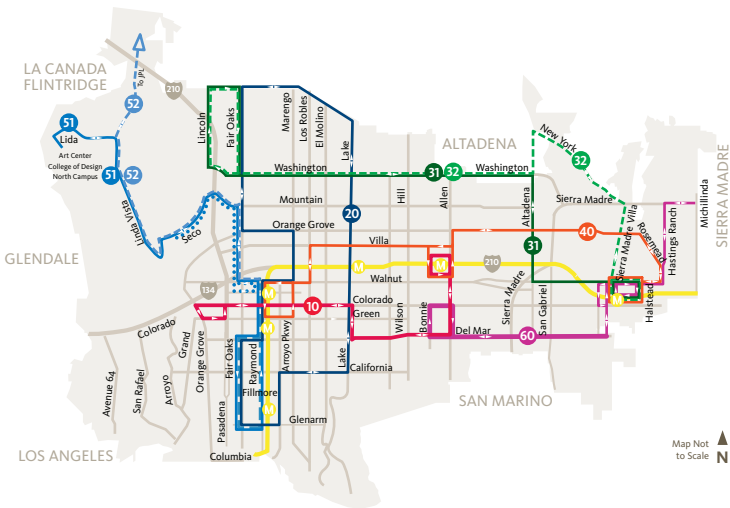 LA CANADA
FLINTRIDGE
To JPL
210
52
51
Lida
Art Center
College of Design
North Campus
51
52
Linda Vista
Seco
Lincoln
Fair Oaks
Marengo
Los Robles
El Molino
Lake
Washington
31
32
Washington
ALTADENA
New York
32
SIERRA MADRE
Mountain
Hill
Allen
Altadena
Sierra Madre
Sierra Madre Villa
Rosemead
Hastings Ranch
Michillinda
Orange Grove
20
Villa
31
40
GLENDALE
M
M
210
Walnut
134
M
10
Colorado
Green
M
M
Halstead
Colorado
Grand
Orange Grove
Fair Oaks
Raymond
Arroyo Pkwy
Lake
Wilson
Bonnie
Del Mar
60
Sierra Madre
San Gabriel
California
Avenue 64
San Rafael
Arroyo
Pasadena
Fillmore
M
Glenarm
SAN MARINO
LOS ANGELES
Columbia
Map Not
to Scale
N